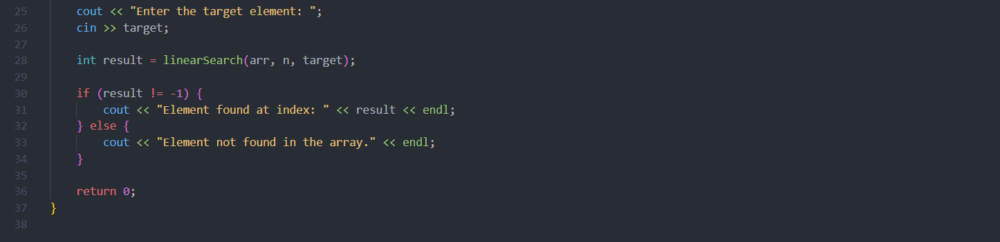 25    cout << "Enter the target element: ";
26    cin >> target;
27
28    int result = linearSearch(arr, n, target);
29
30    if (result != -1) {
31        cout << "Element found at index: " << result << endl;
32    } else {
33        cout << "Element not found in the array." << endl;
34    }
35
36    return 0;
37 }
38